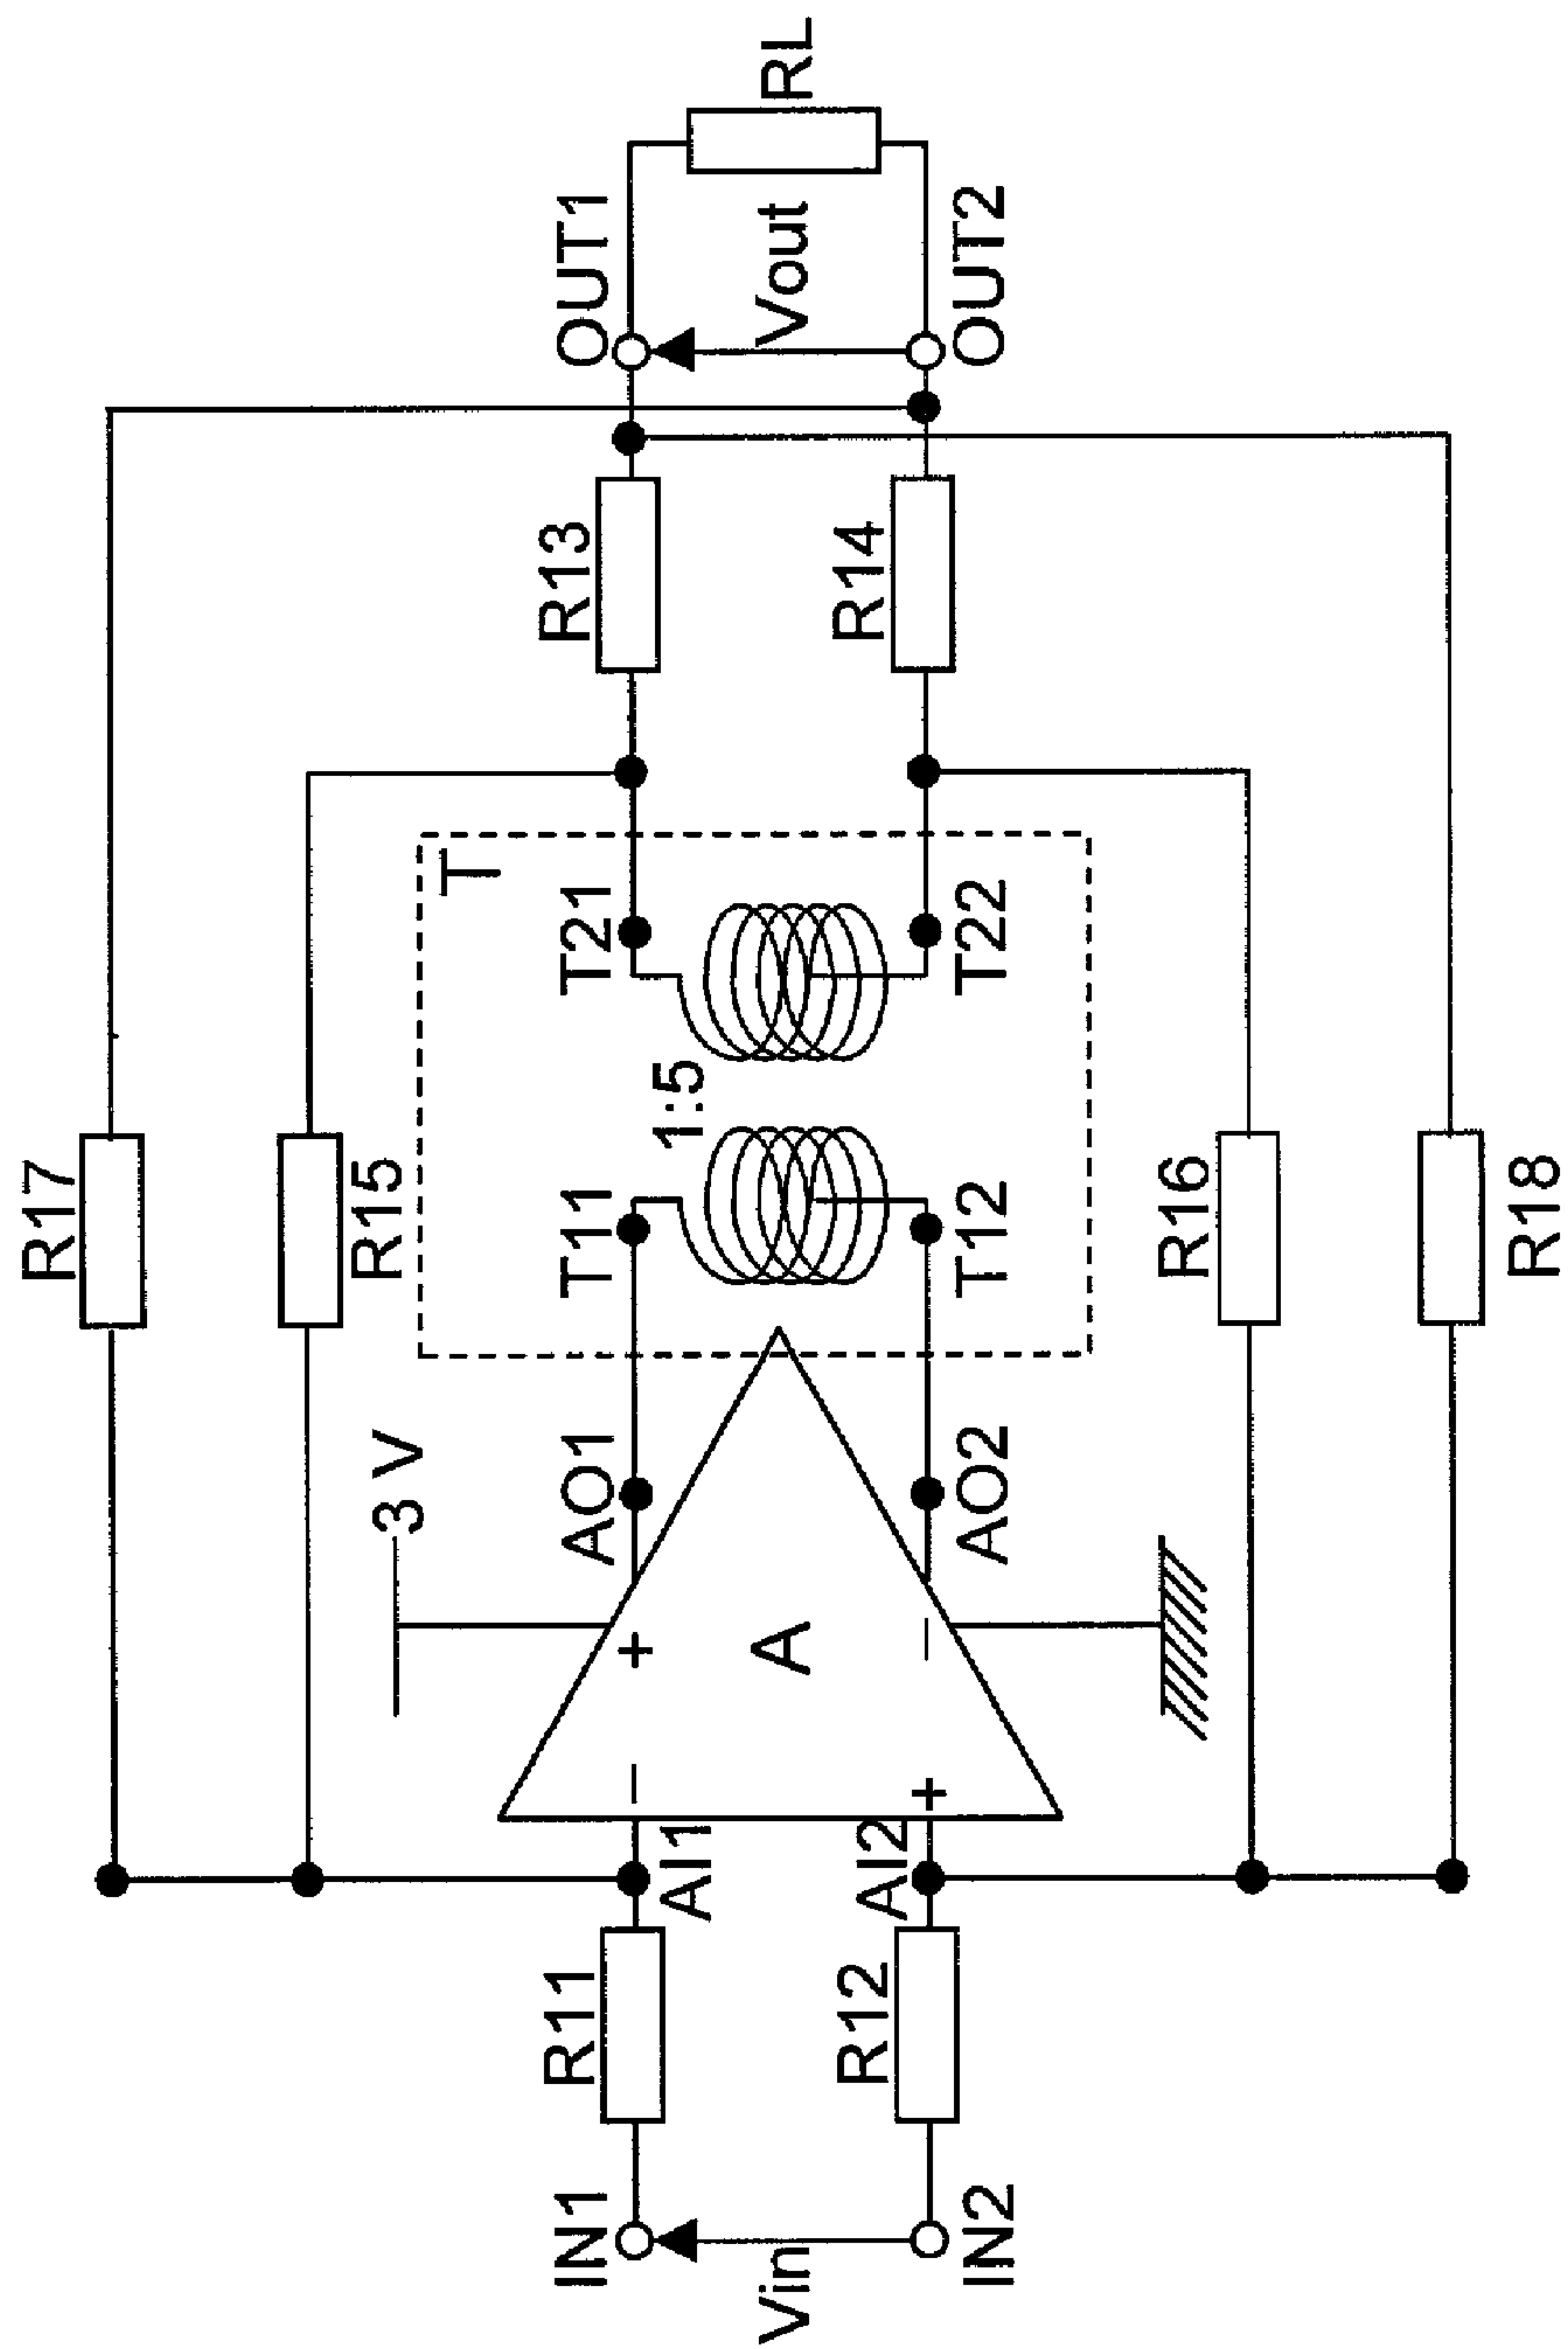 R17
R15
3 V
T
IN1
R11
AI1
−
+
AO1
T11
1:5
T21
R13
OUT1
Vin
A
Vout
RL
IN2
R12
AI2
+
−
AO2
T12
T22
R14
OUT2
R16
R18